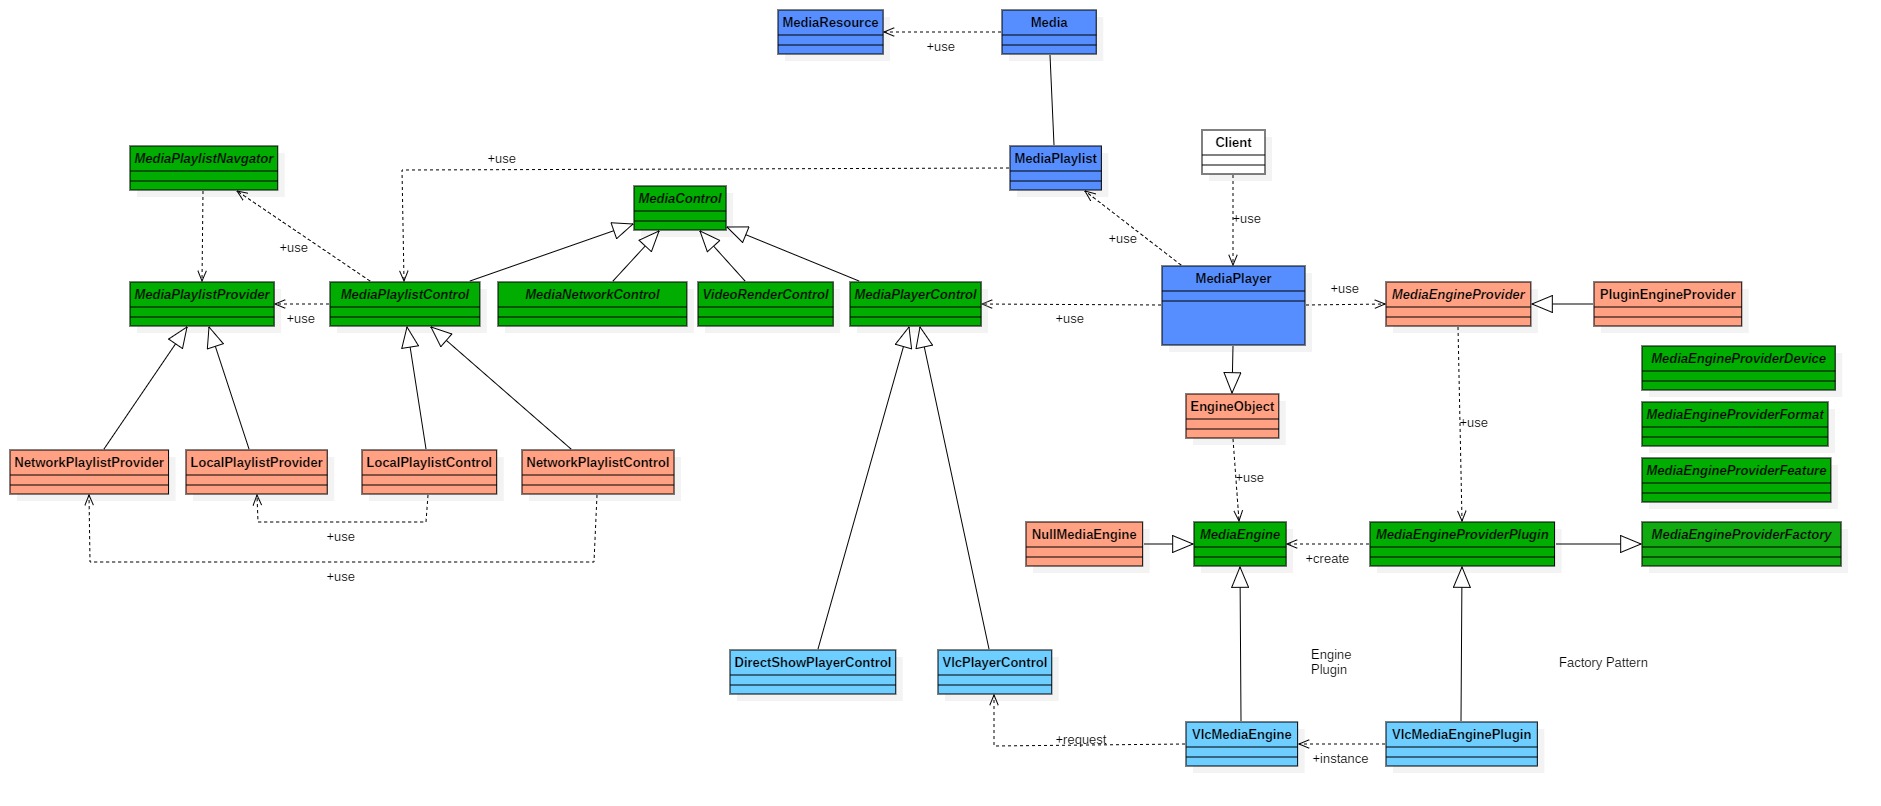 MediaResource
Media
+use
Client
MediaPlaylistNavgator
+use
MediaPlaylist
MediaControl
+use
+use
+use
MediaPlayer
MediaPlaylistProvider
MediaPlaylistControl
MediaNetworkControl
VideoRenderControl
MediaPlayerControl
+use
MediaEngineProvider
PluginEngineProvider
+use
+use
MediaEngineProviderDevice
EngineObject
MediaEngineProviderFormat
+use
NetworkPlaylistProvider
LocalPlaylistProvider
LocalPlaylistControl
NetworkPlaylistControl
MediaEngineProviderFeature
+use
+use
NullMediaEngine
MediaEngine
MediaEngineProviderPlugin
MediaEngineProviderFactory
+create
+use
DirectShowPlayerControl
VlcPlayerControl
Engine
Plugin
Factory Pattern
+request
VlcMediaEngine
VlcMediaEnginePlugin
+instance